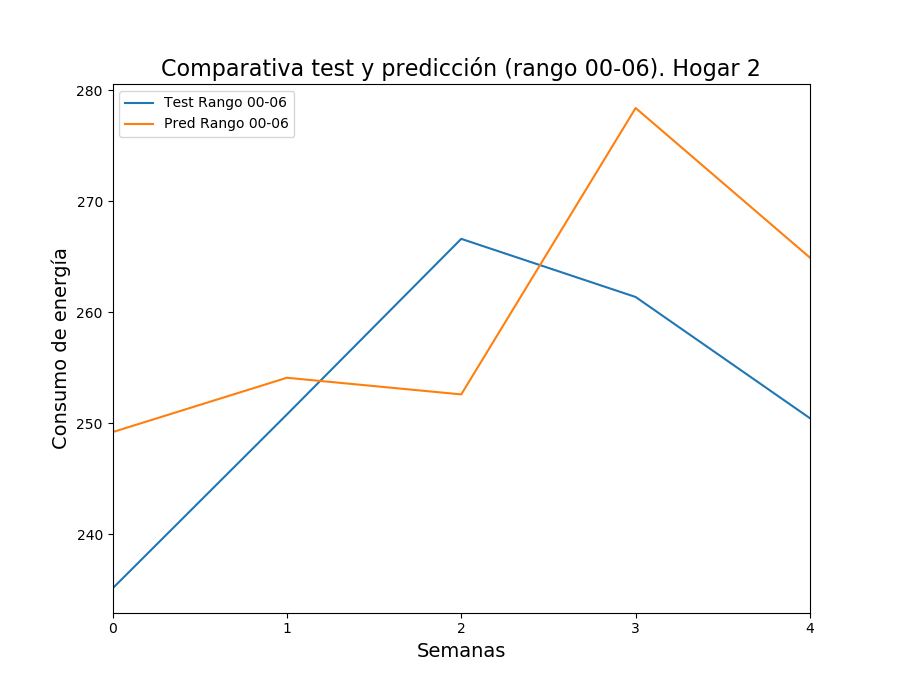 Comparativa test y predicción (rango 00-06). Hogar 2
Test Rango 00-06
Pred Rango 00-06
280
270
260
250
240
Consumo de energía
0 1 2 3 4
Semanas